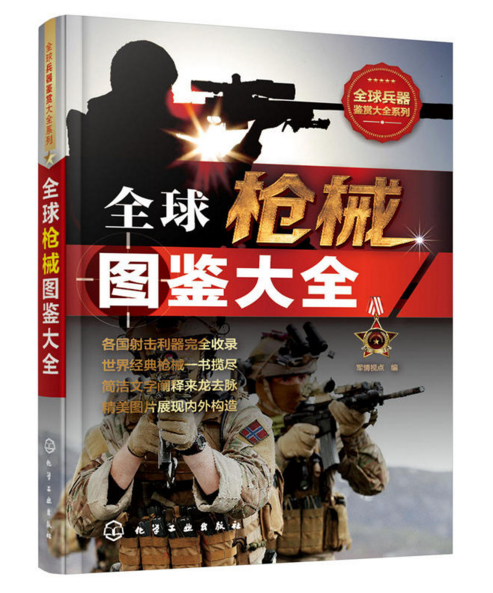 全球兵器鉴赏大全系列
全球枪械图鉴大全
全球兵器
鉴赏大全系列
全球枪械
图鉴大全
各国射击利器完全收录
世界经典枪械一书揽尽
简洁文字阐释来龙去脉
精美图片展现内外构造
军情视点 编
化学工业出版社